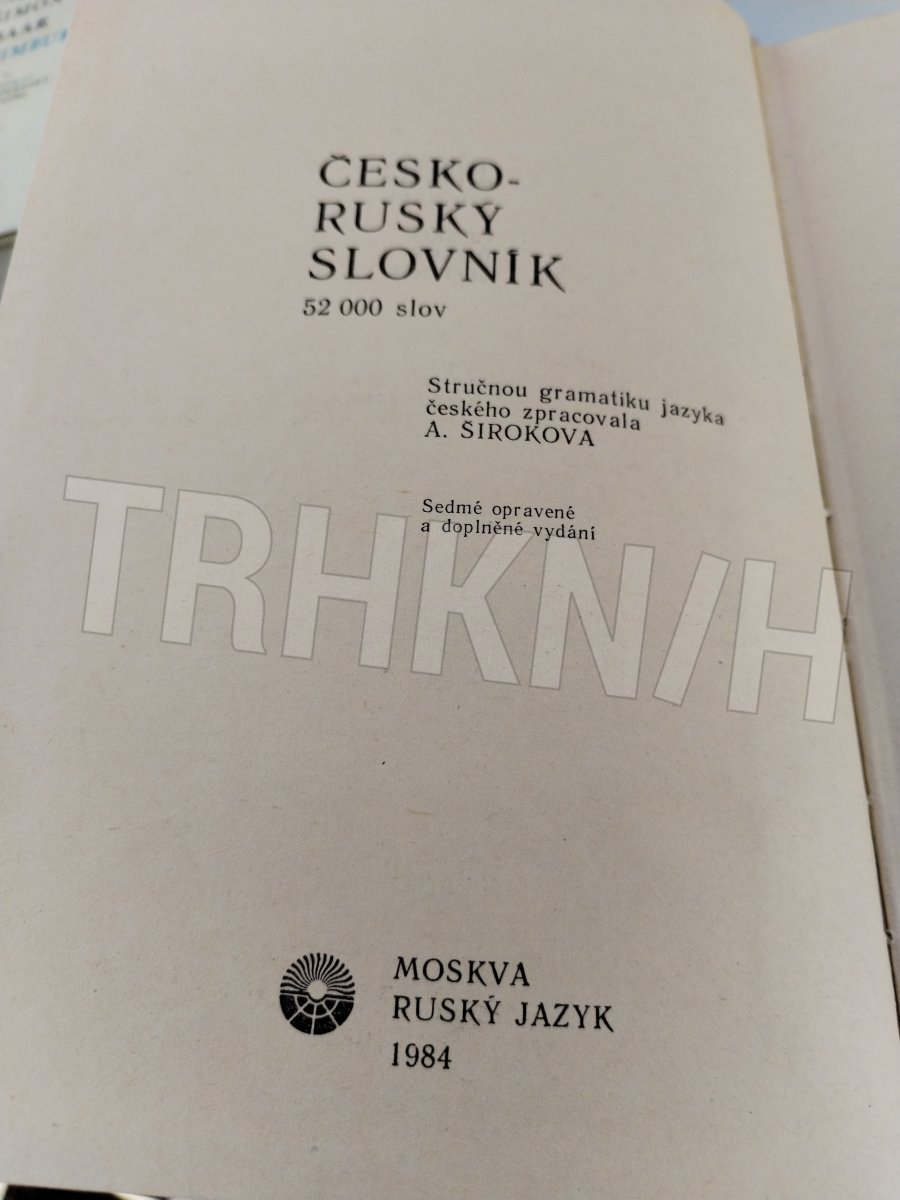 ČESKO-
RUSKÝ
SLOVNÍK
52 000 slov
Stručnou gramatiku jazyka
českého zpracovala
A. ŠIROKOVA
Sedmé opravené
a doplněné vydání
TRHKN/H
MOSKVA
RUSKÝ JAZYK
1984